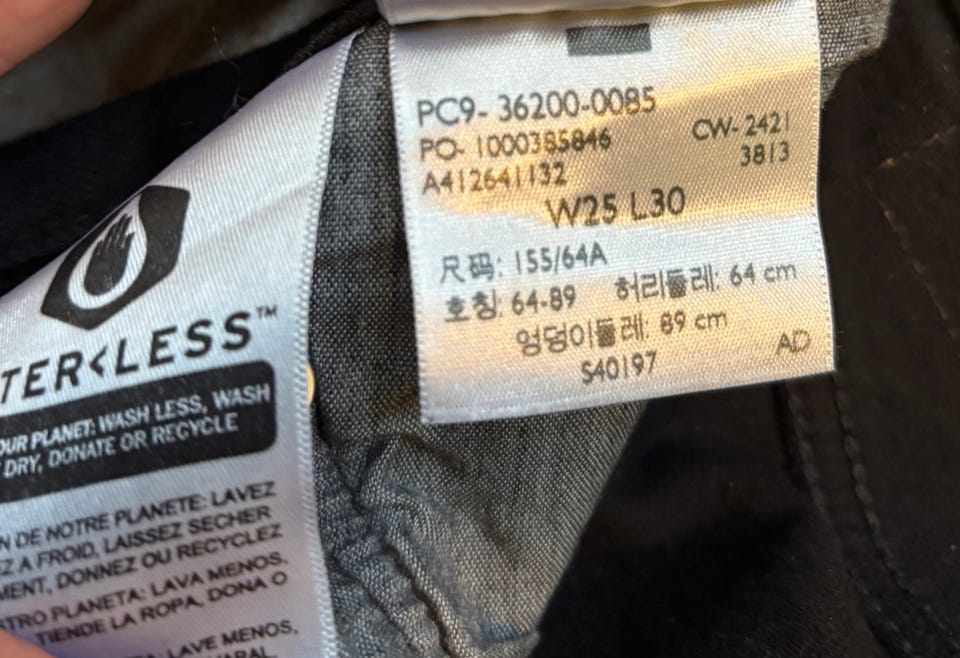 TER<LESS™
OUR PLANET: WASH LESS, WASH
DRY, DONATE OR RECYCLE
N DE NOTRE PLANETE: LAVEZ
Z A FROID, LAISSEZ SECHER
MENT, DONNEZ OU RECYCLEZ
STRO PLANETA: LAVA MENOS,
TIENDE LA ROPA, DONA O
: LAVE MENOS,
PC9- 36200-0085
PO- 1000385846
CW- 2421
A412641132
3813
W25 L30
尺码: 155/64A
호칭: 64-89 허리둘레: 64 cm
엉덩이둘레: 89 cm
S40197
AD